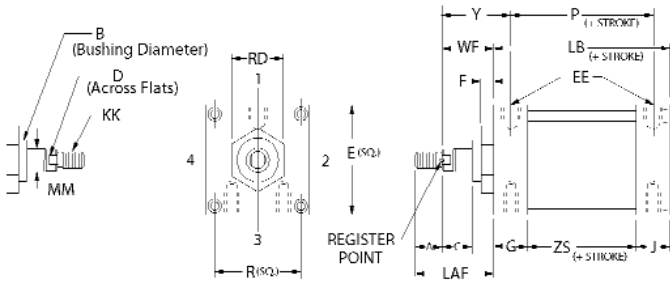 B
(Bushing Diameter)
D
(Across Flats)
KK
MM
RD
1
2
3
4
E (SQ.)
R (SQ.)
Y
P
(+ STROKE)
WF
LB
(+ STROKE)
F
EE
REGISTER
POINT
A
C
G
ZS
(+ STROKE)
J
LAF